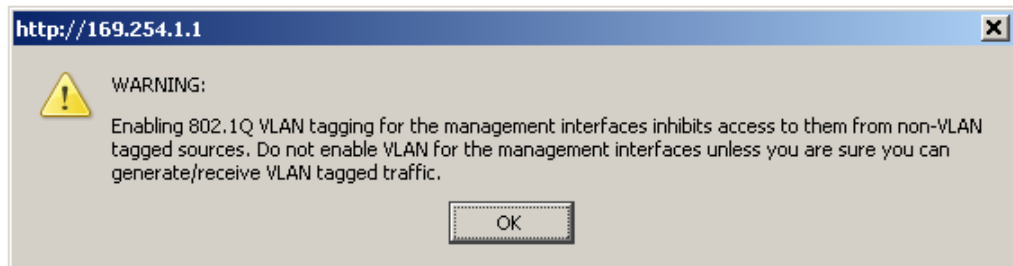 http://169.254.1.1
WARNING:
Enabling 802.1Q VLAN tagging for the management interfaces inhibits access to them from non-VLAN
tagged sources. Do not enable VLAN for the management interfaces unless you are sure you can
generate/receive VLAN tagged traffic.
OK